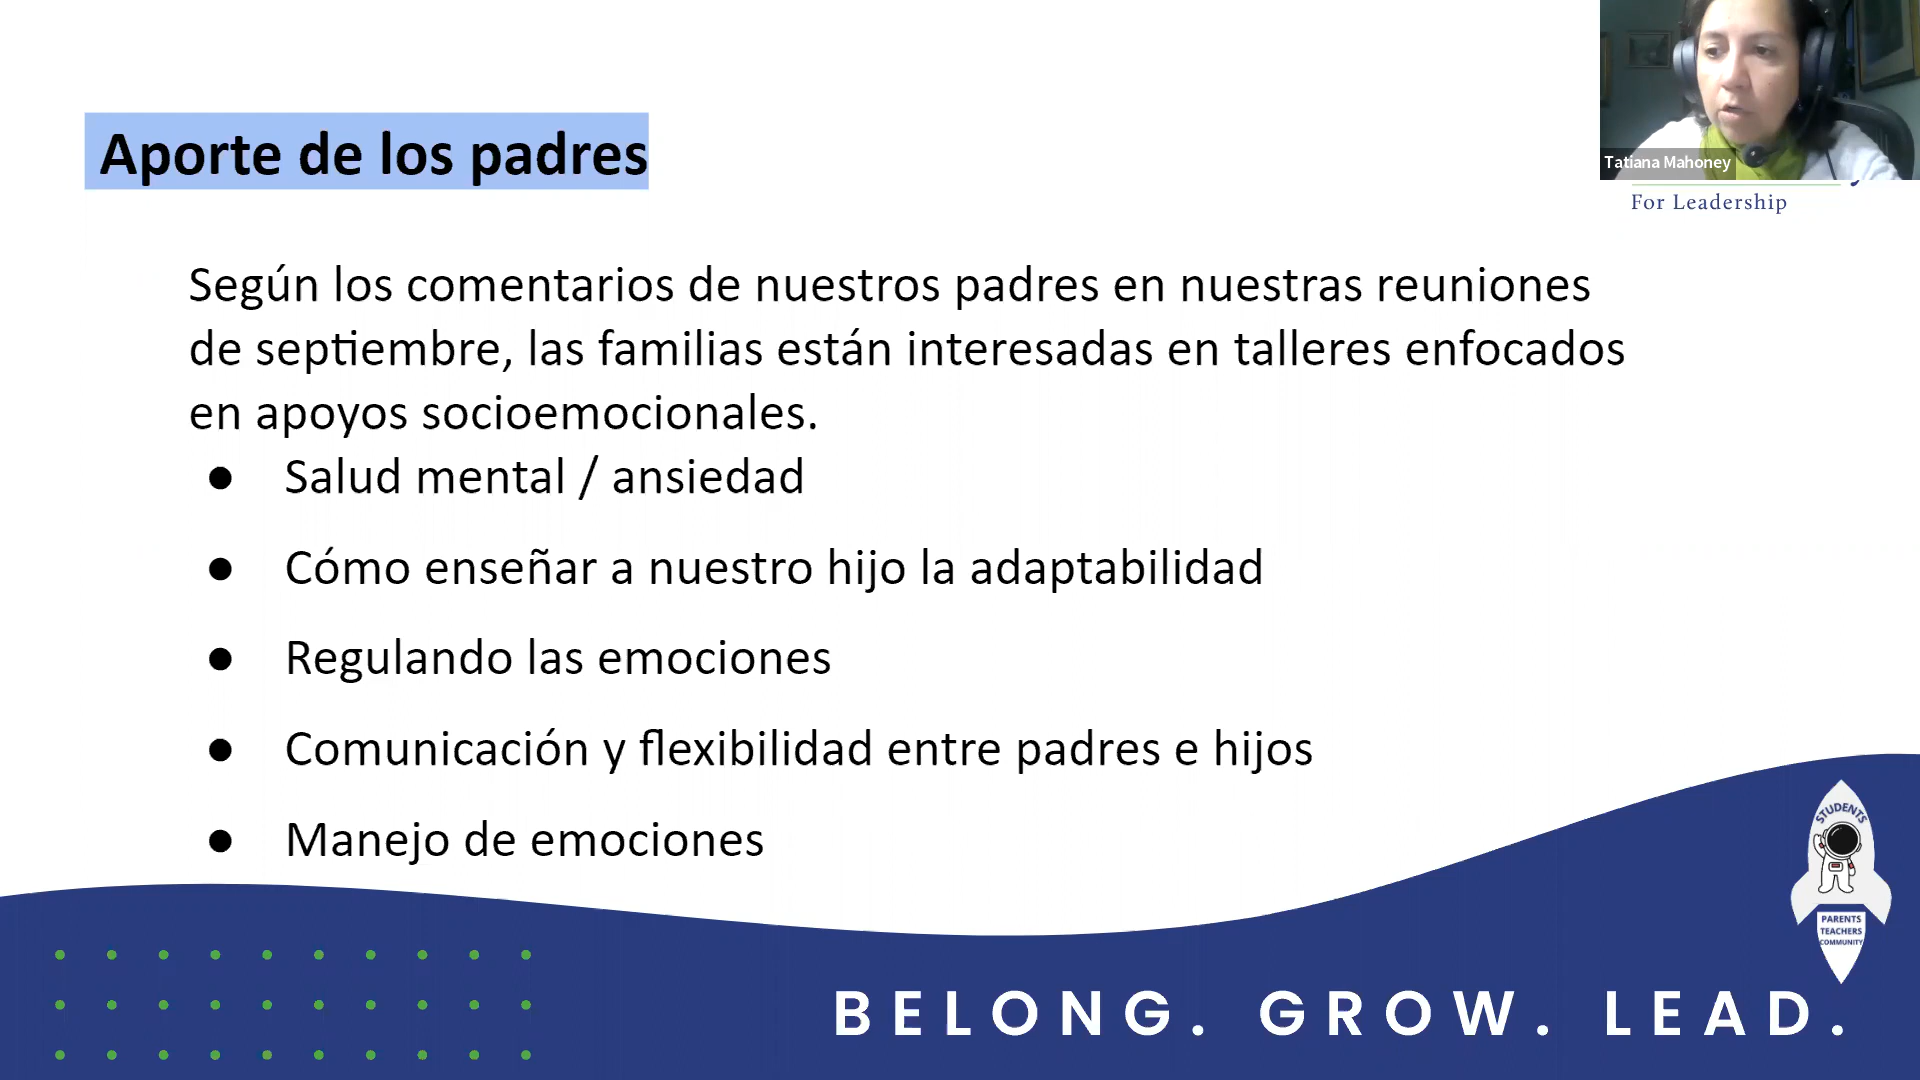 Aporte de los padres
Tatiana Mahoney
For Leadership
Según los comentarios de nuestros padres en nuestras reuniones
de septiembre, las familias están interesadas en talleres enfocados
en apoyos socioemocionales.
● Salud mental / ansiedad
● Cómo enseñar a nuestro hijo la adaptabilidad
● Regulando las emociones
● Comunicación y flexibilidad entre padres e hijos
● Manejo de emociones
STUDENTS
PARENTS
TEACHERS
COMMUNITY
BELONG. GROW. LEAD.